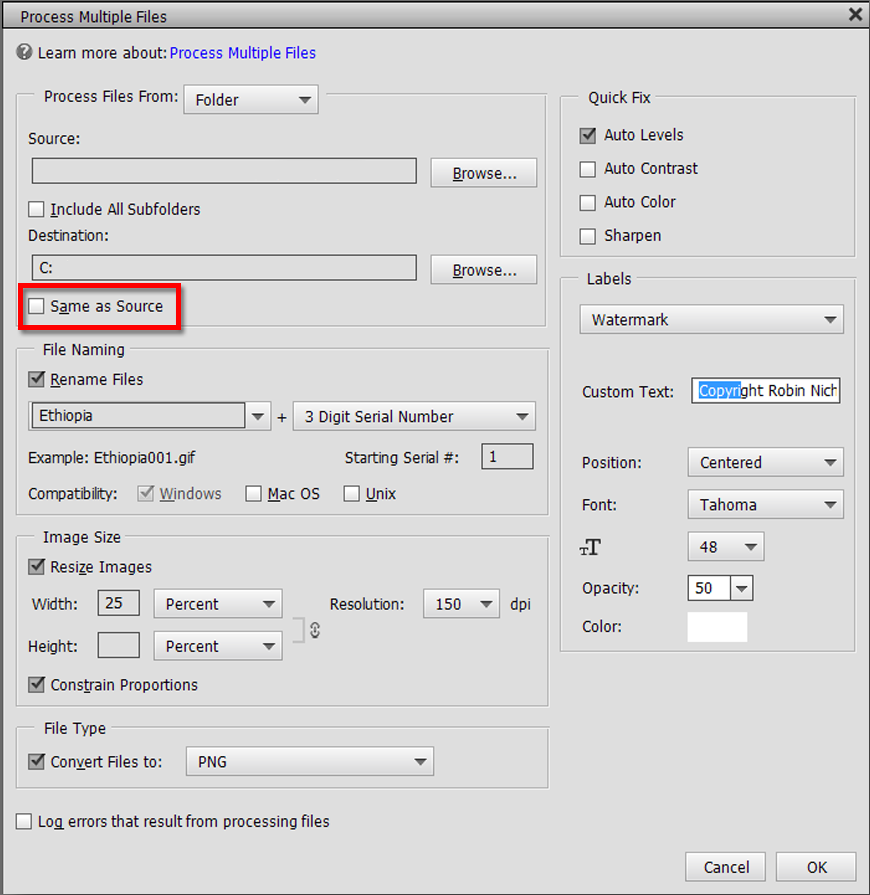 Process Multiple Files
Learn more about: Process Multiple Files
Process Files From: Folder
Source:
Browse...
Include All Subfolders
Destination:
C: Browse...
Same as Source
File Naming
Rename Files
Ethiopia + 3 Digit Serial Number
Example: Ethiopia001.gif Starting Serial #: 1
Compatibility: Windows Mac OS Unix
Image Size
Resize Images
Width: 25 Percent Resolution: 150 dpi
Height: Percent
Constrain Proportions
File Type
Convert Files to: PNG
Log errors that result from processing files
Quick Fix
Auto Levels
Auto Contrast
Auto Color
Sharpen
Labels
Watermark
Custom Text: Copyright Robin Nich
Position: Centered
Font: Tahoma
TT 48
Opacity: 50
Color:
Cancel OK